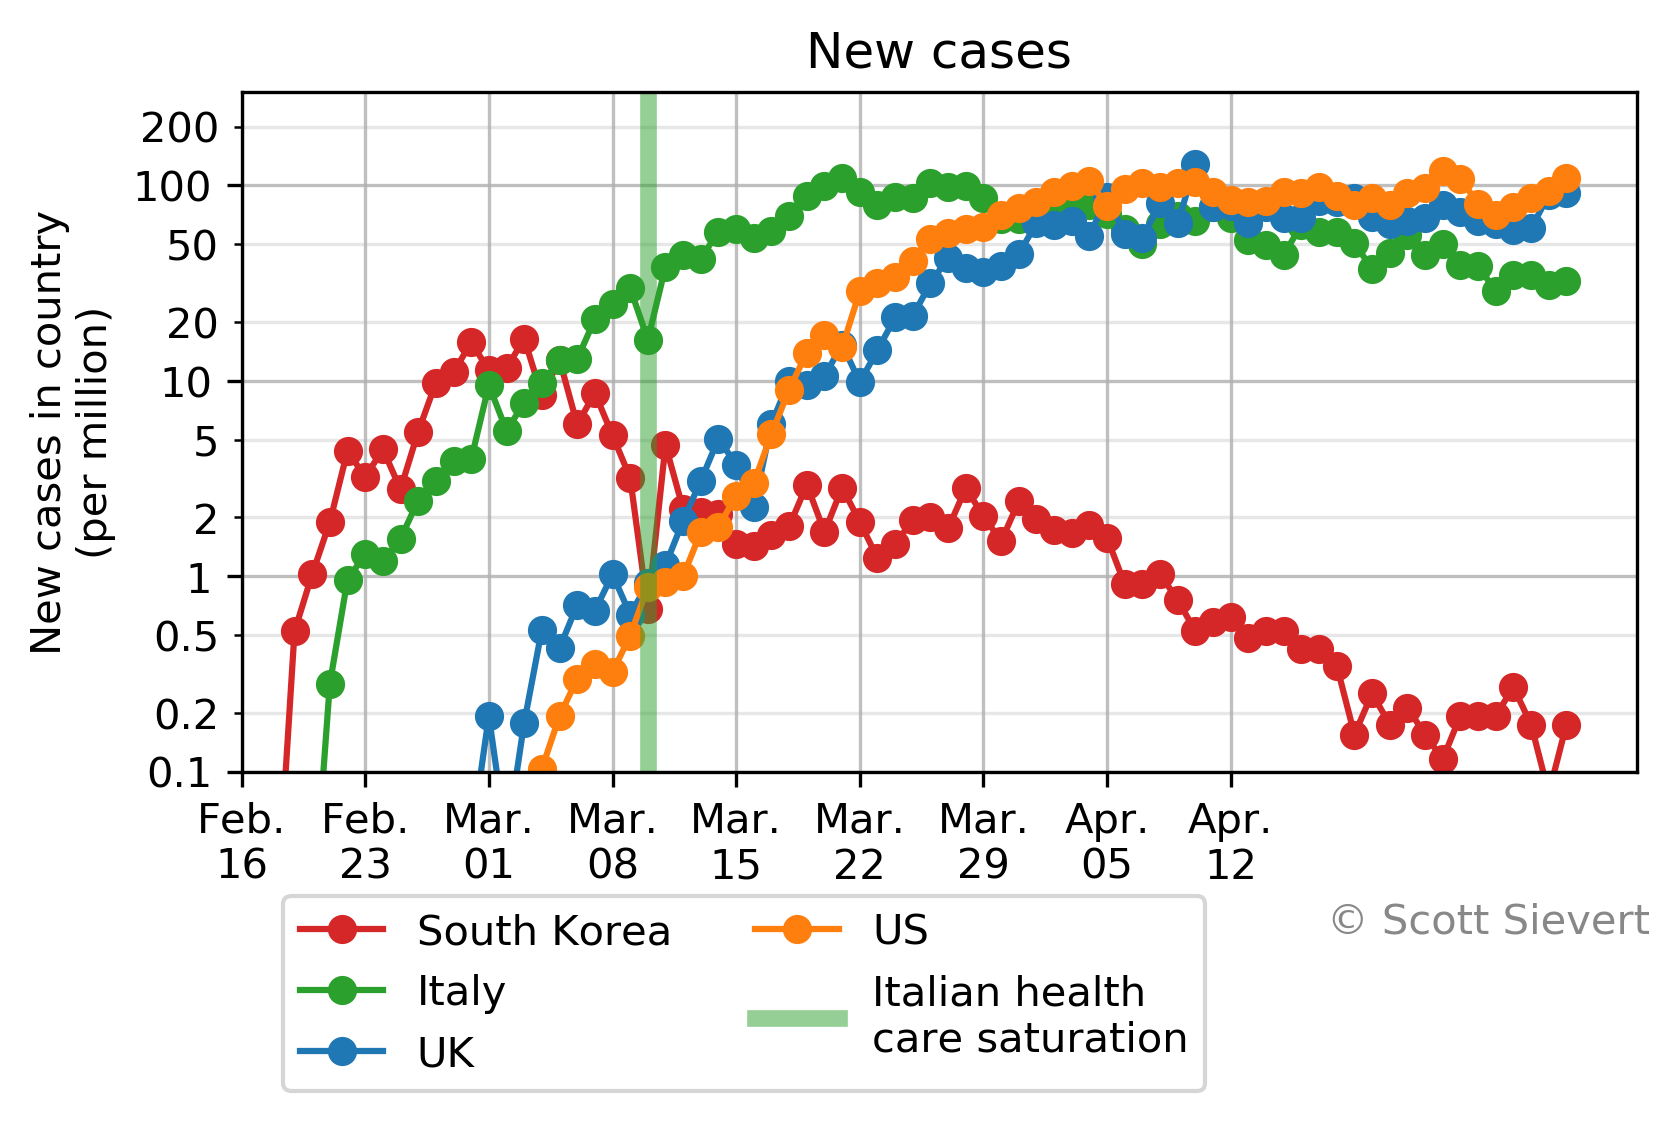 New cases
New cases in country
(per million)
200
100
50
20
10
5
2
1
0.5
0.2
0.1
Feb. Feb. Mar. Mar. Mar. Mar. Mar. Apr. Apr.
16 23 01 08 15 22 29 05 12
South Korea
Italy
UK
US
Italian health
care saturation
© Scott Sievert